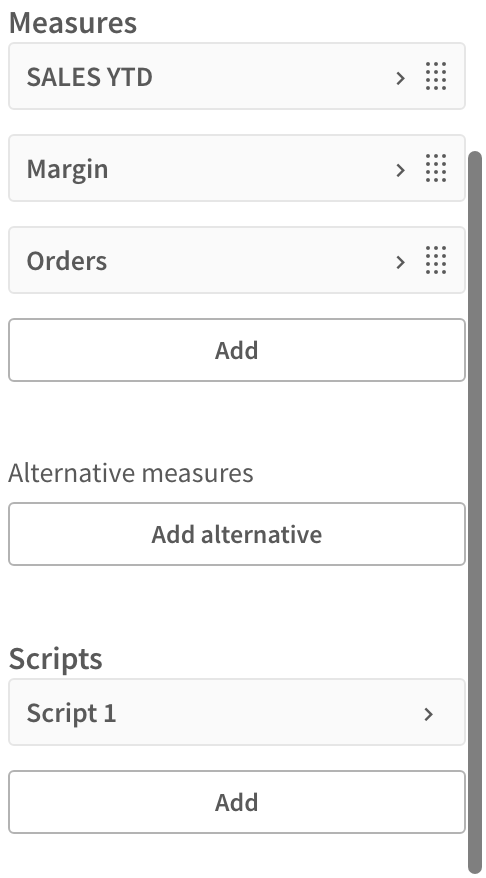 Measures
SALES YTD
Margin
Orders
Add
Alternative measures
Add alternative
Scripts
Script 1
Add